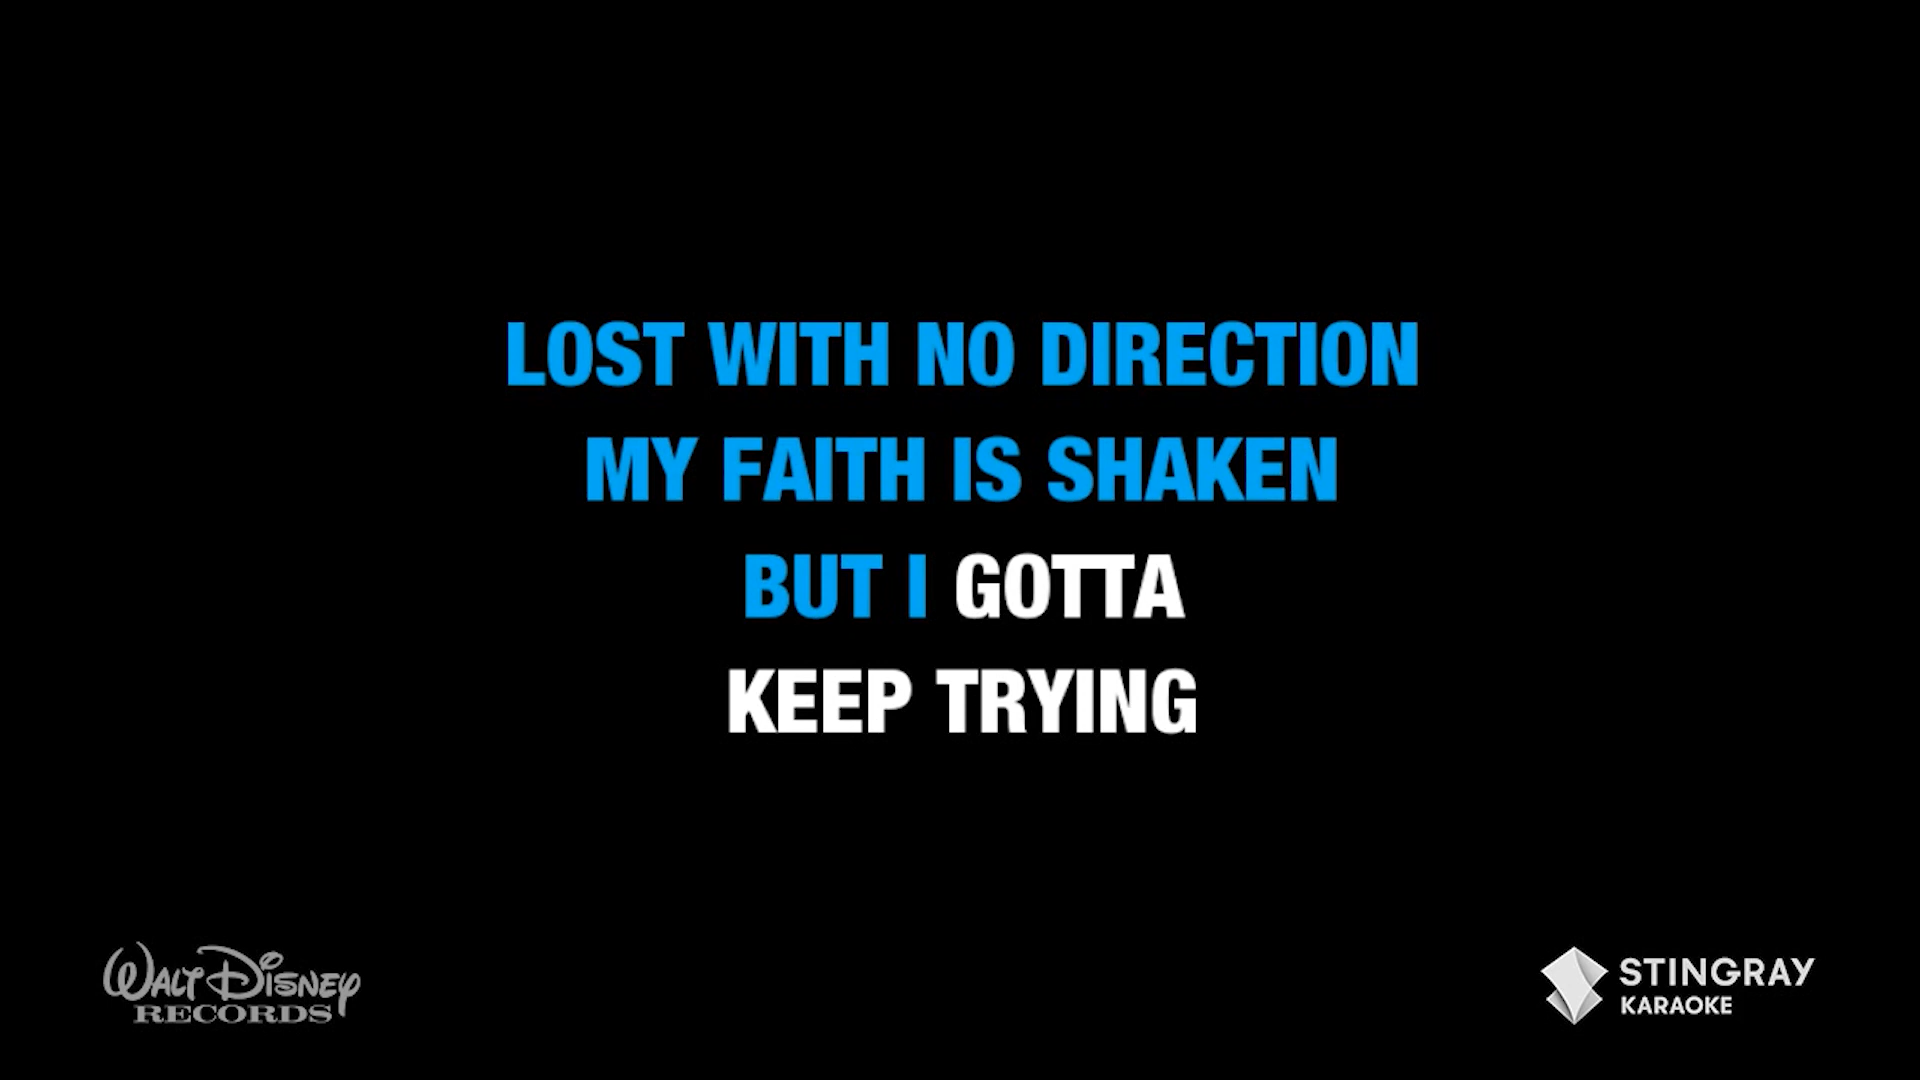 LOST WITH NO DIRECTION
MY FAITH IS SHAKEN
BUT I GOTTA
KEEP TRYING
WALT DISNEY
RECORDS
STINGRAY
KARAOKE